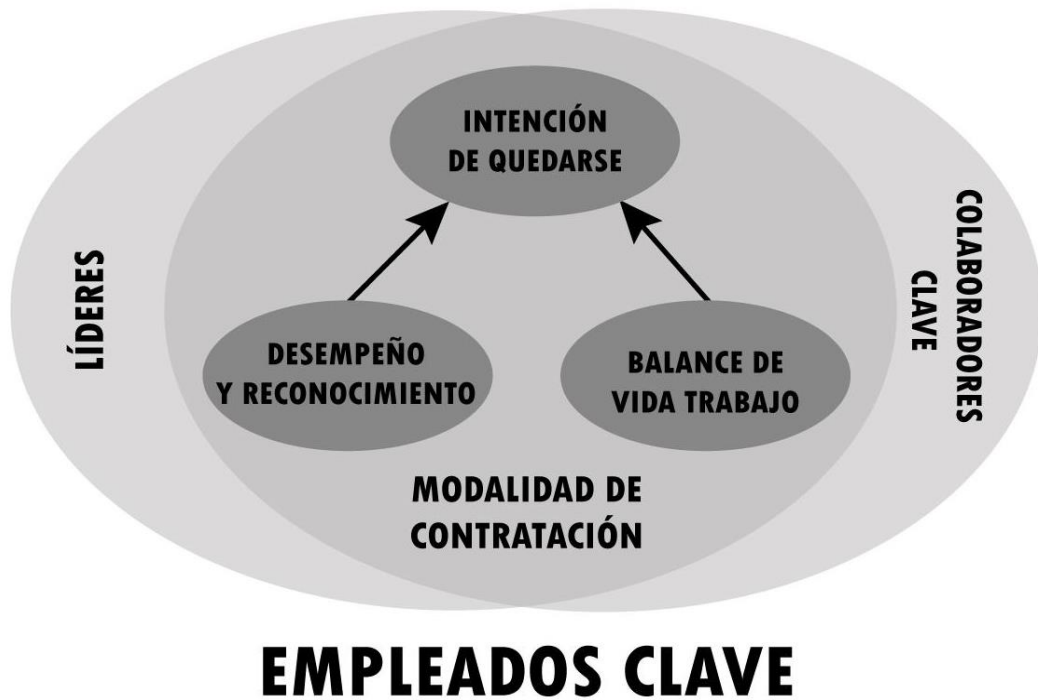 INTENCIÓN
DE QUEDARSE
LÍDERES
COLABORADORES
CLAVE
DESEMPEÑO
Y RECONOCIMIENTO
BALANCE DE
VIDA TRABAJO
MODALIDAD DE
CONTRATACIÓN
EMPLEADOS CLAVE